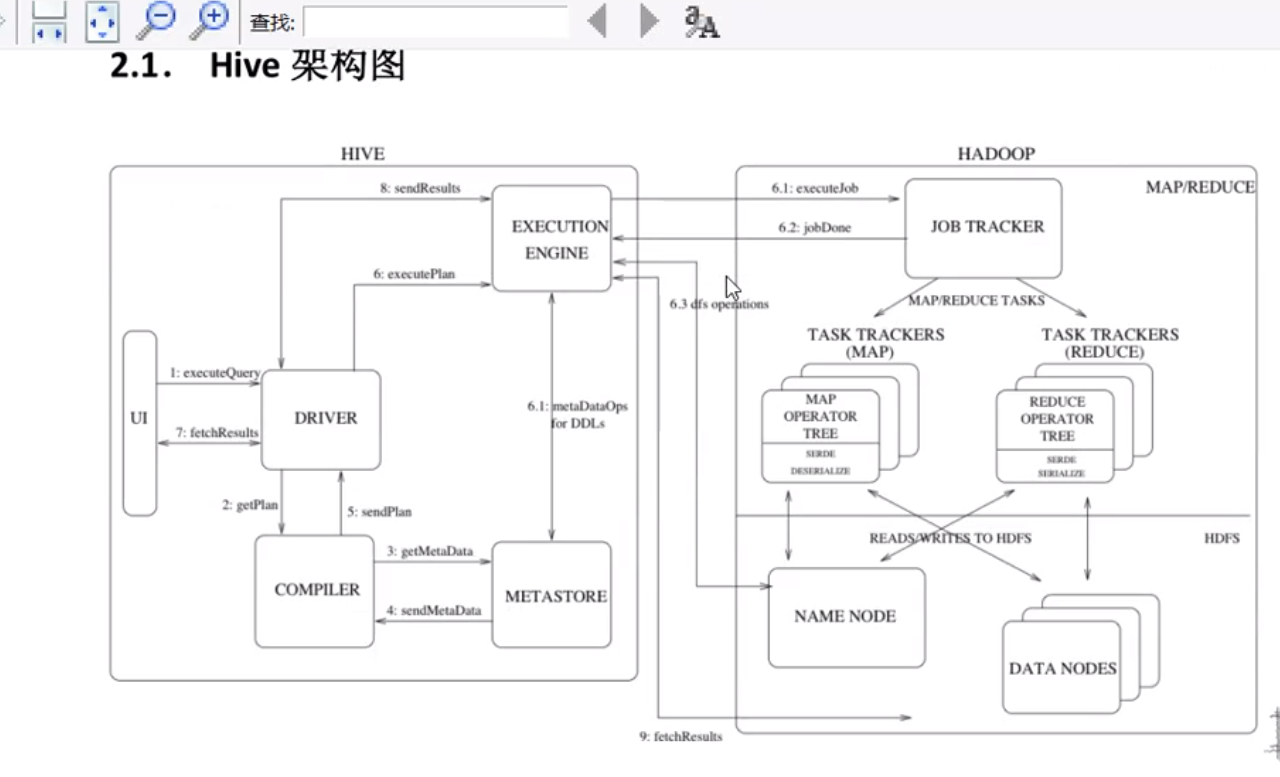 查找:
2.1. Hive 架构图
HIVE
HADOOP
8: sendResults
EXECUTION
ENGINE
6.1: executeJob
6.2: jobDone
JOB TRACKER
MAP/REDUCE
6: executePlan
6.3 dfs operations
MAP/REDUCE TASKS
TASK TRACKERS
(MAP)
TASK TRACKERS
(REDUCE)
UI
1: executeQuery
DRIVER
7: fetchResults
6.1: metaDataOps
for DDLs
MAP
OPERATOR
TREE
SERDE
DESERIALIZE
REDUCE
OPERATOR
TREE
SERDE
SERIALIZE
2: getPlan
5: sendPlan
READS/WRITES TO HDFS
HDFS
COMPILER
3: getMetaData
4: sendMetaData
METASTORE
NAME NODE
DATA NODES
9: fetchResults